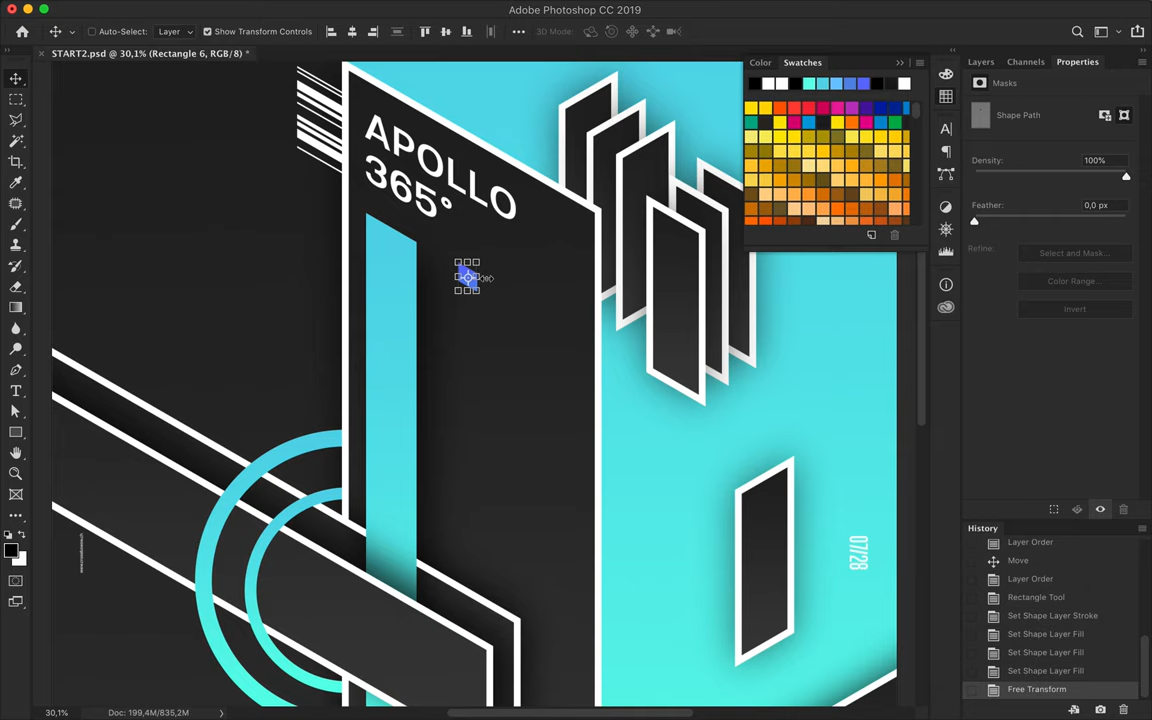 Adobe Photoshop CC 2019
Auto-Select:
Layer
Show Transform Controls
3D Mode:
START2.psd @ 30,1% (Rectangle 6, RGB/8) *
Color
Swatches
Layers
Channels
Properties
Masks
Shape Path
Density:
100%
Feather:
0,0 px
Refine:
Select and Mask...
Color Range...
Invert
APOLLO
365°
07/28
History
Layer Order
Move
Layer Order
Rectangle Tool
Set Shape Layer Stroke
Set Shape Layer Fill
Set Shape Layer Fill
Set Shape Layer Fill
Free Transform
30,1%
Doc: 199,4M/835,2M